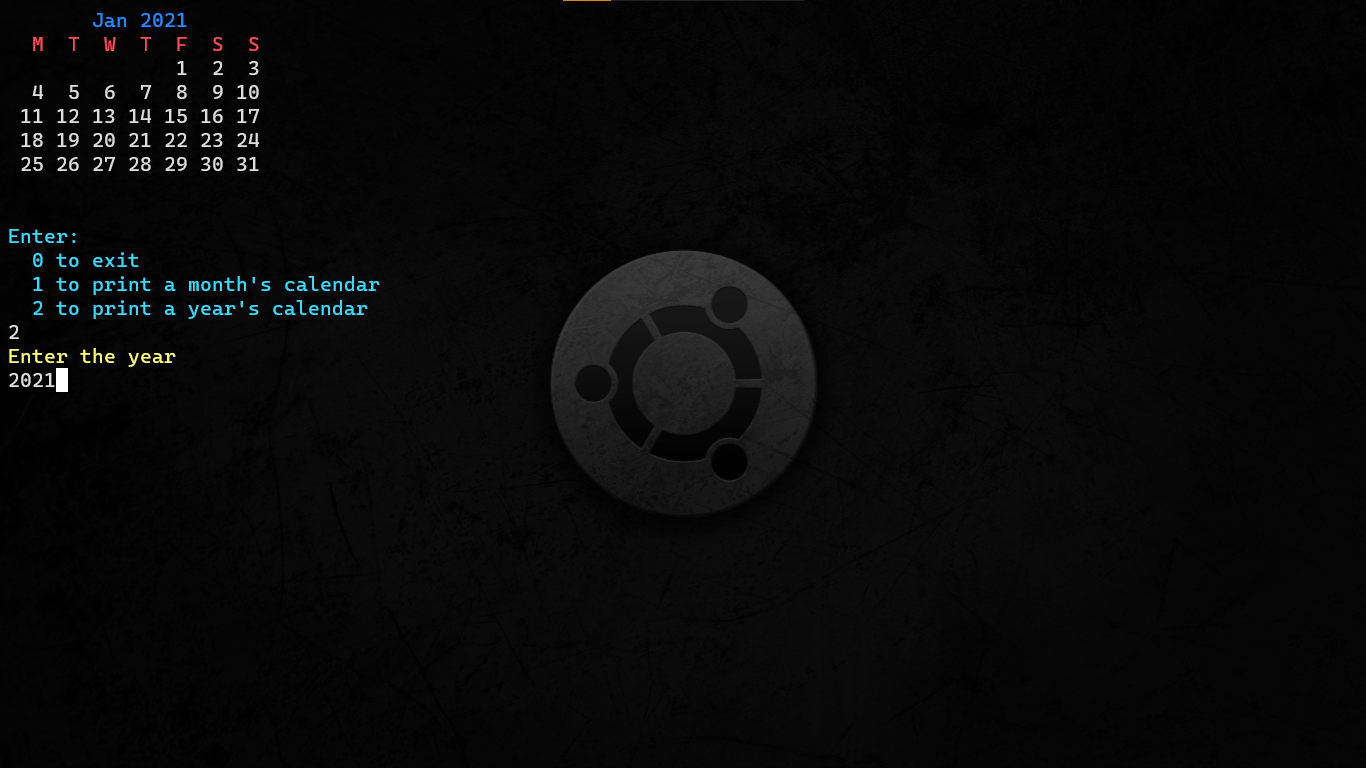 Jan 2021
M T W T F S S
1 2 3
4 5 6 7 8 9 10
11 12 13 14 15 16 17
18 19 20 21 22 23 24
25 26 27 28 29 30 31
Enter:
0 to exit
1 to print a month's calendar
2 to print a year's calendar
2
Enter the year
2021